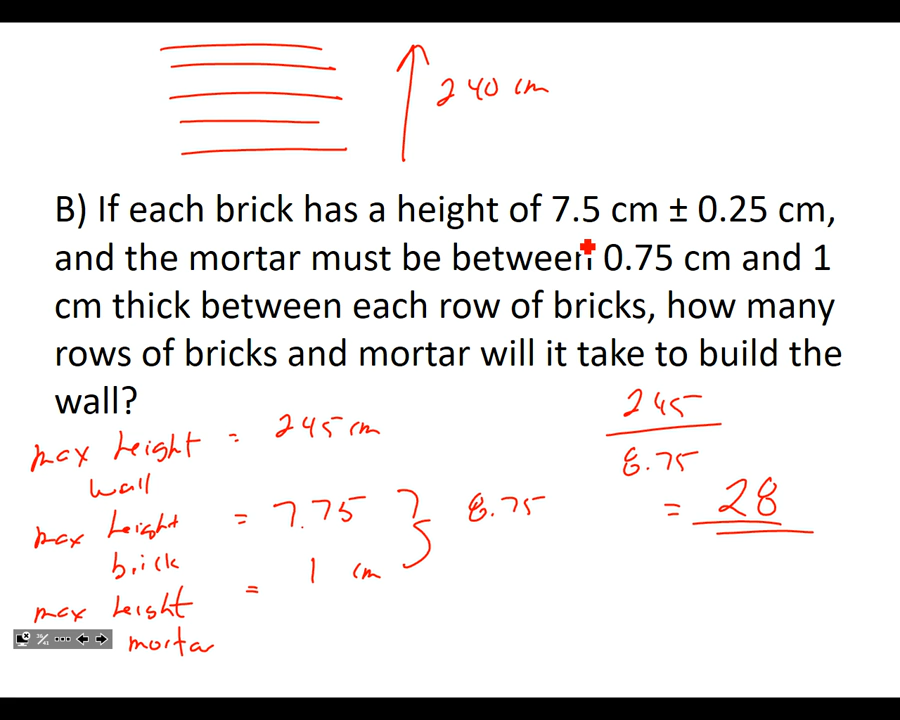 240 cm
B) If each brick has a height of 7.5 cm ± 0.25 cm,
and the mortar must be between 0.75 cm and 1
cm thick between each row of bricks, how many
rows of bricks and mortar will it take to build the
wall?
max height = 245 cm
wall
max height = 7.75 } 8.75
brick
max height = 1 cm
mortar
245
8.75
= 28